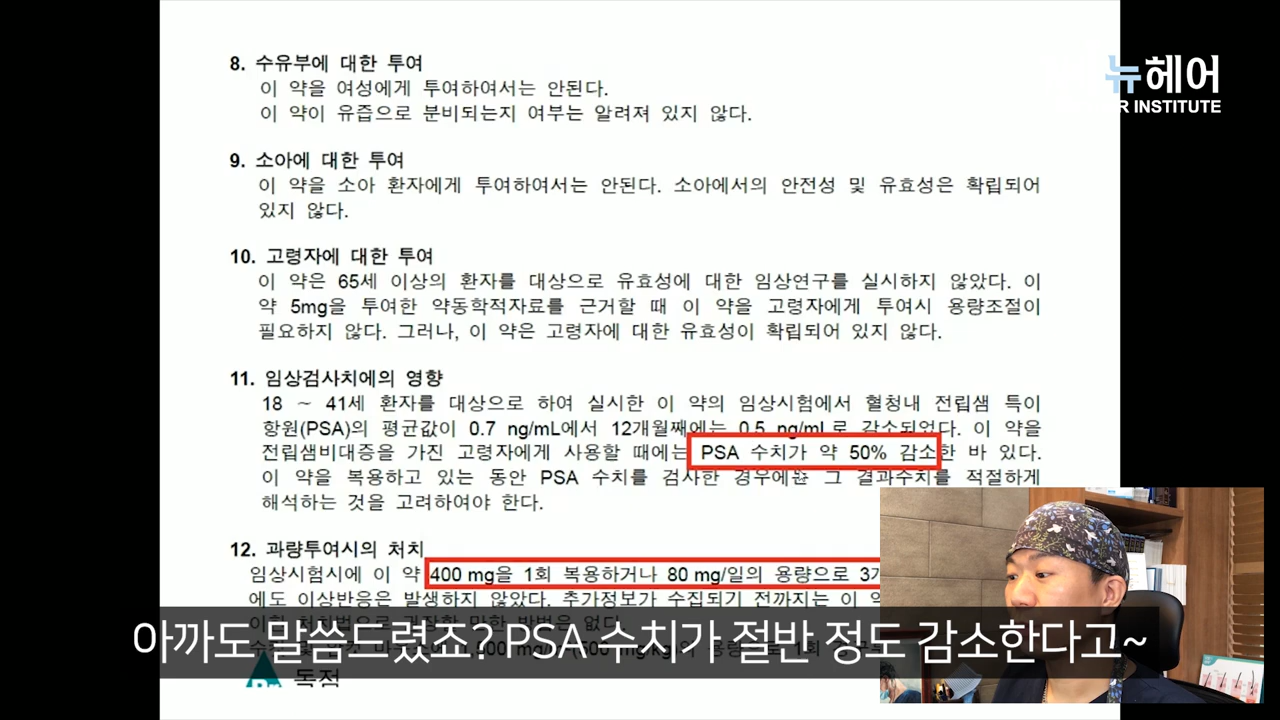 8. 수유부에 대한 투여
이 약을 여성에게 투여하여서는 안된다.
이 약이 유즙으로 분비되는지 여부는 알려져 있지 않다.
뉴헤어
R INSTITUTE
9. 소아에 대한 투여
이 약을 소아 환자에게 투여하여서는 안된다. 소아에서의 안전성 및 유효성은 확립되어
있지 않다.
10. 고령자에 대한 투여
이 약은 65세 이상의 환자를 대상으로 유효성에 대한 임상연구를 실시하지 않았다. 이
약 5mg을 투여한 약동학적자료를 근거할 때 이 약을 고령자에게 투여시 용량조절이
필요하지 않다. 그러나, 이 약은 고령자에 대한 유효성이 확립되어 있지 않다.
11. 임상검사치에의 영향
18 ~ 41세 환자를 대상으로 하여 실시한 이 약의 임상시험에서 혈청내 전립샘 특이
항원(PSA)의 평균값이 0.7 ng/mL에서 12개월째에는 0.5 ng/mL로 감소되었다. 이 약을
전립샘비대증을 가진 고령자에게 사용할 때에는 PSA 수치가 약 50% 감소한 바 있다.
이 약을 복용하고 있는 동안 PSA 수치를 검사한 경우에는 그 결과수치를 적절하게
해석하는 것을 고려하여야 한다.
12. 과량투여시의 처치
임상시험시에 이 약 400 mg을 1회 복용하거나 80 mg/일의 용량으로 3
에도 이상반응은 발생하지 않았다. 추가정보가 수집되기 전까지는 이 약
아까도 말씀드렸죠? PSA 수치가 절반 정도 감소한다고~
독점